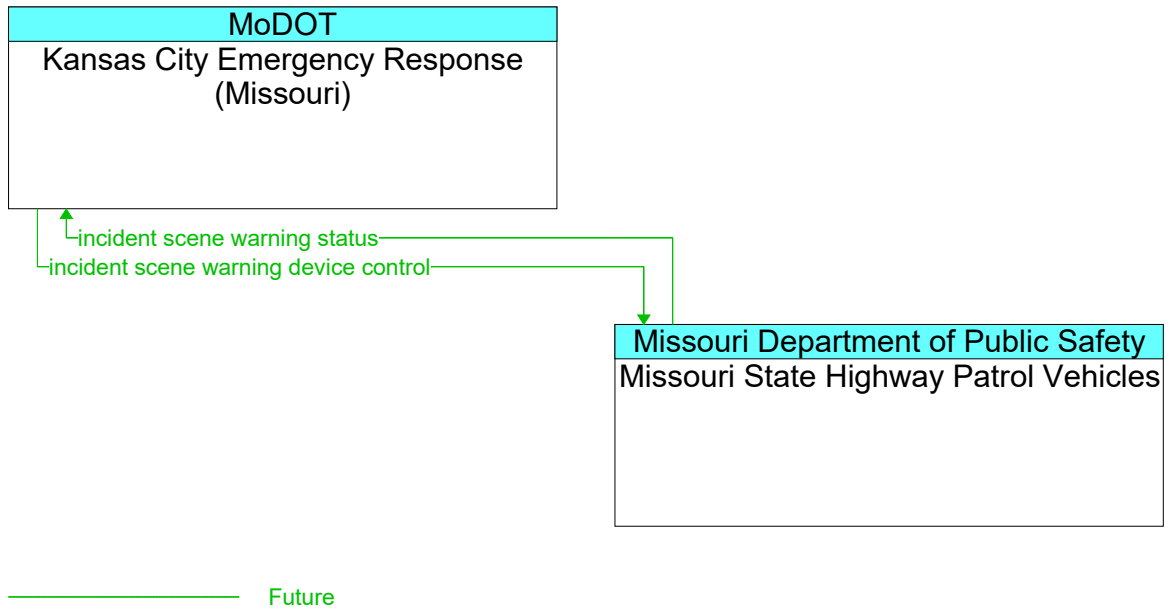 MoDOT
Kansas City Emergency Response
(Missouri)
incident scene warning status
incident scene warning device control
Missouri Department of Public Safety
Missouri State Highway Patrol Vehicles
Future